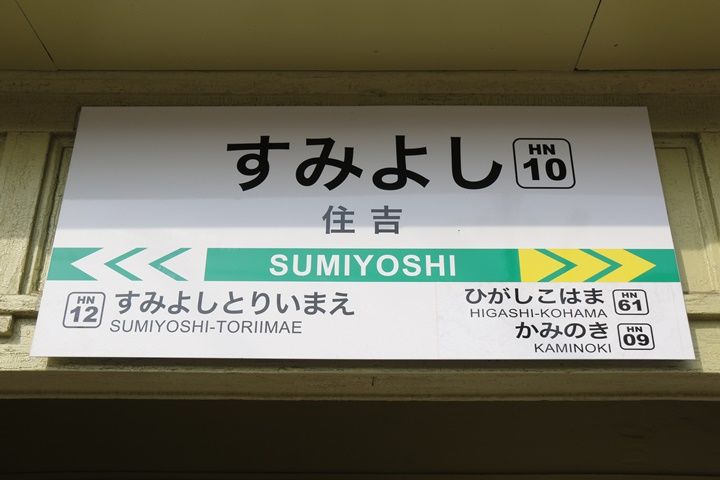 すみよし HN 10
住吉
SUMIYOSHI
HN 12 すみよしとりいまえ
SUMIYOSHI-TORIIMAE
ひがしこはま HN 61
HIGASHI-KOHAMA
かみのき HN 09
KAMINOKI